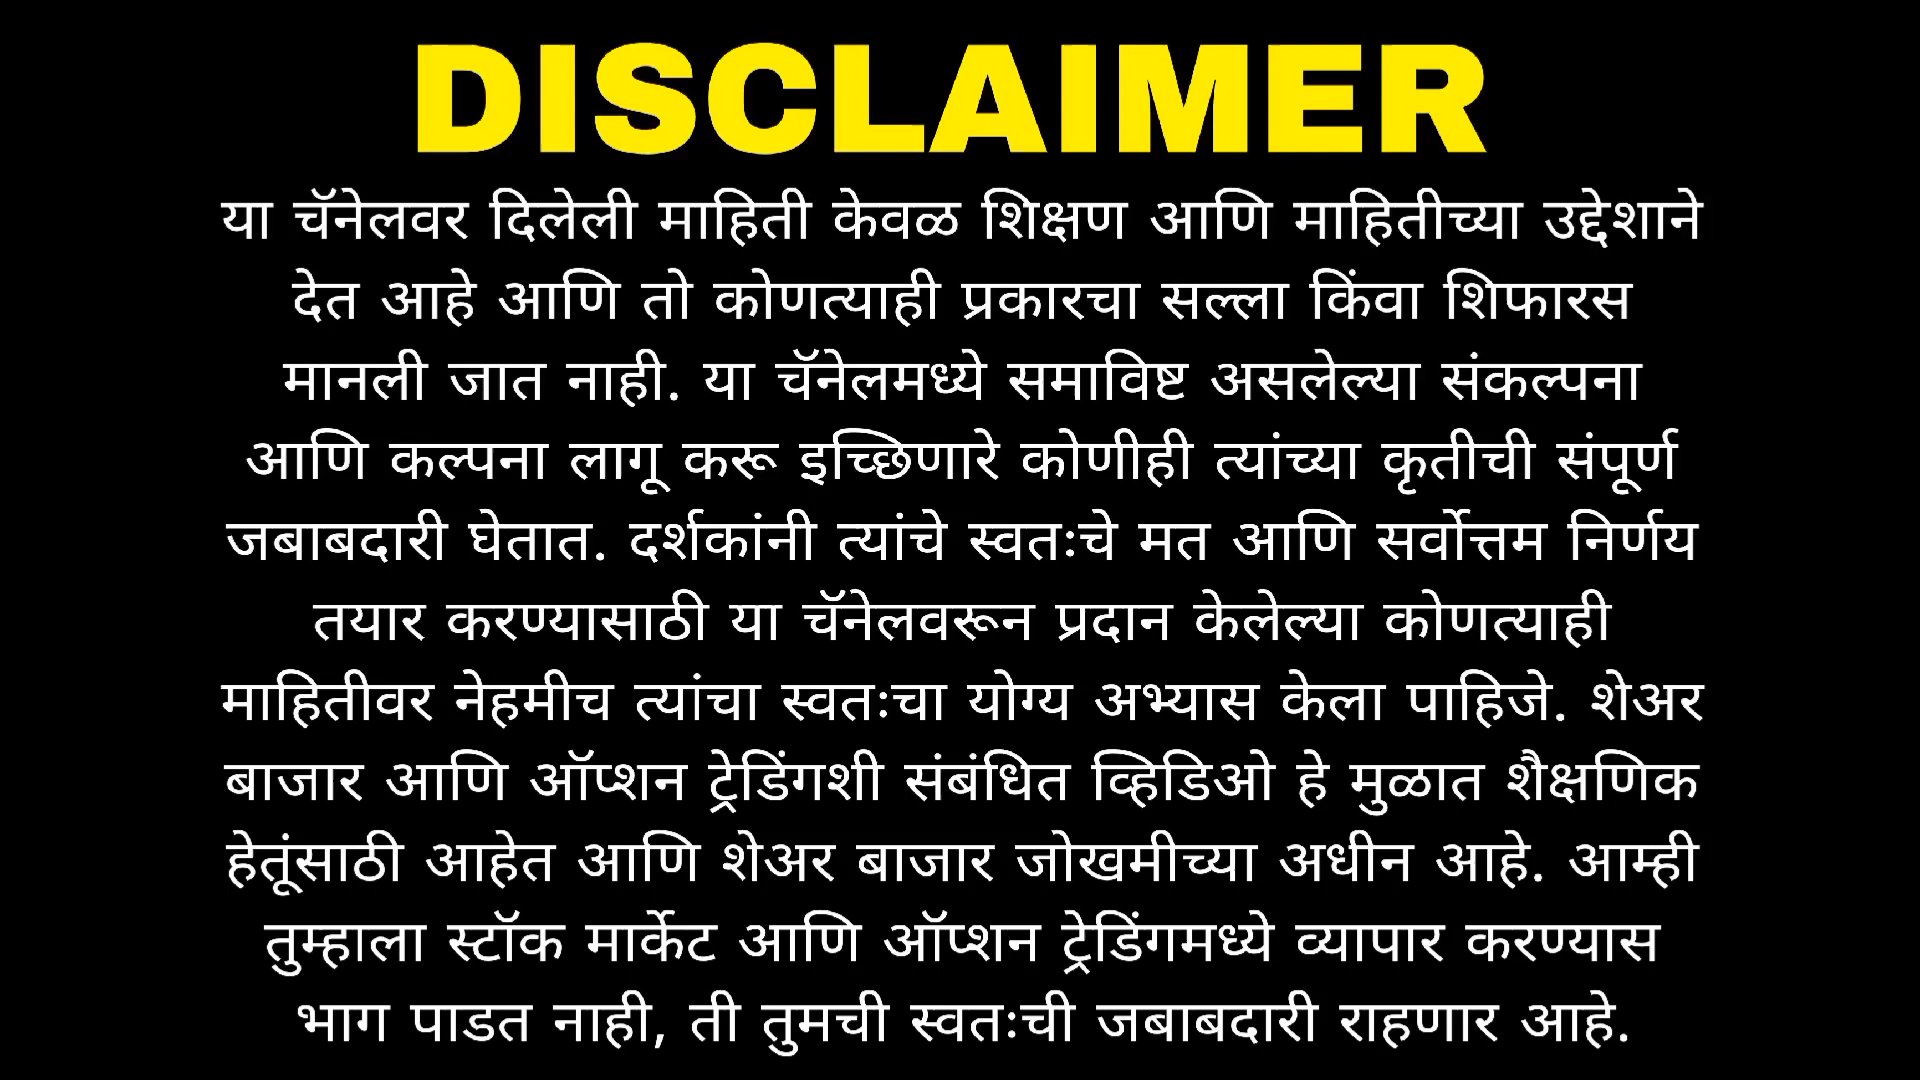 DISCLAIMER
या चॅनेलवर दिलेली माहिती केवळ शिक्षण आणि माहितीच्या उद्देशाने
देत आहे आणि तो कोणत्याही प्रकारचा सल्ला किंवा शिफारस
मानली जात नाही. या चॅनेलमध्ये समाविष्ट असलेल्या संकल्पना
आणि कल्पना लागू करू इच्छिणारे कोणीही त्यांच्या कृतीची संपूर्ण
जबाबदारी घेतात. दर्शकांनी त्यांचे स्वतःचे मत आणि सर्वोत्तम निर्णय
तयार करण्यासाठी या चॅनेलवरून प्रदान केलेल्या कोणत्याही
माहितीवर नेहमीच त्यांचा स्वतःचा योग्य अभ्यास केला पाहिजे. शेअर
बाजार आणि ऑप्शन ट्रेडिंगशी संबंधित व्हिडिओ हे मुळात शैक्षणिक
हेतूंसाठी आहेत आणि शेअर बाजार जोखमीच्या अधीन आहे. आम्ही
तुम्हाला स्टॉक मार्केट आणि ऑप्शन ट्रेडिंगमध्ये व्यापार करण्यास
भाग पाडत नाही, ती तुमची स्वतःची जबाबदारी राहणार आहे.